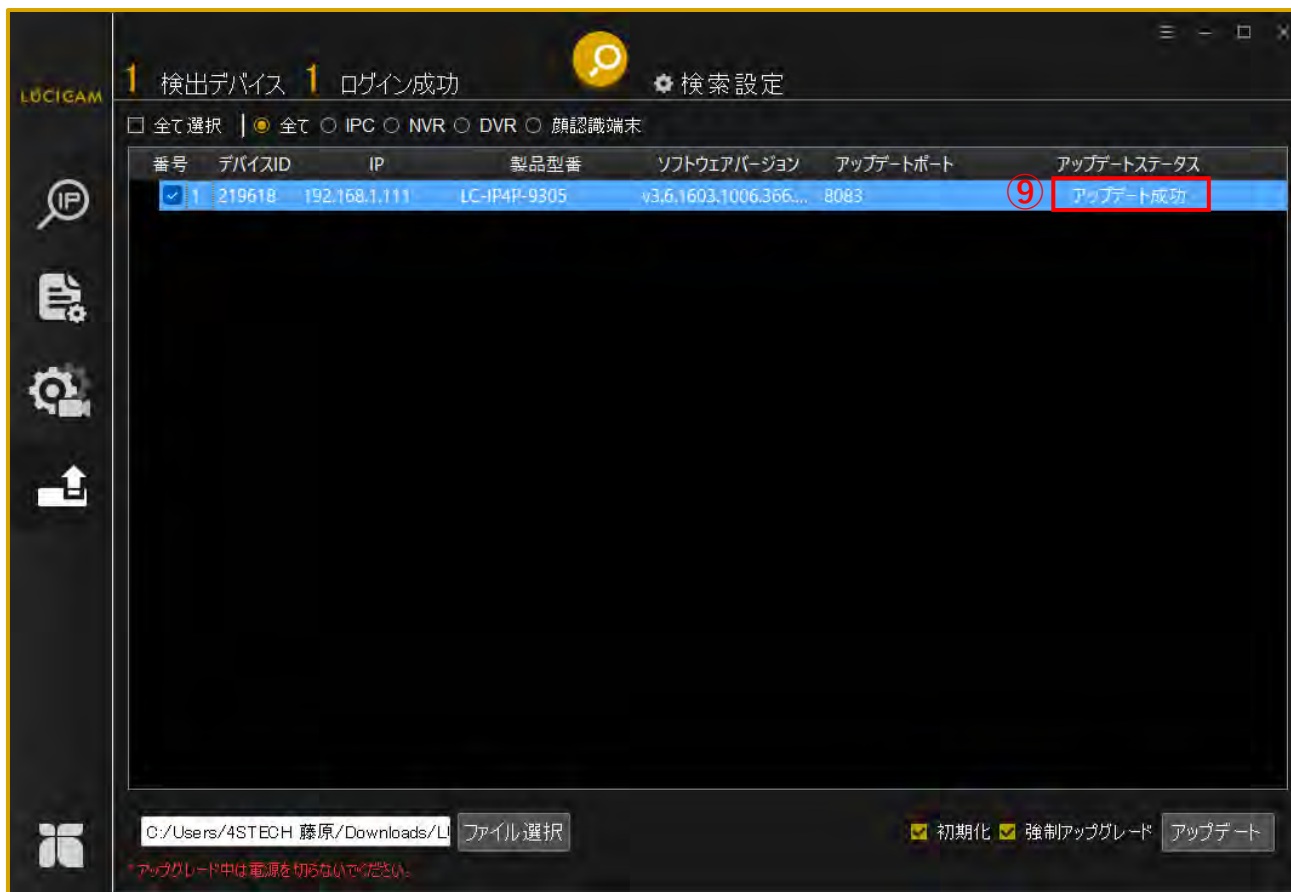 LUCICAM
1 検出デバイス 1 ログイン成功 検索設定
全て選択 全て IPC NVR DVR 顔認識端末
番号 デバイスID IP 製品型番 ソフトウェアバージョン アップデートポート アップデートステータス
1 219618 192.168.1.111 LC-IP4P-9305 v3.6.1603.1006.366.... 8083 ⑨ アップデート成功
IP
C:/Users/4STECH 藤原/Downloads/L ファイル選択 初期化 強制アップグレード アップデート
*アップグレード中は電源を切らないでください。